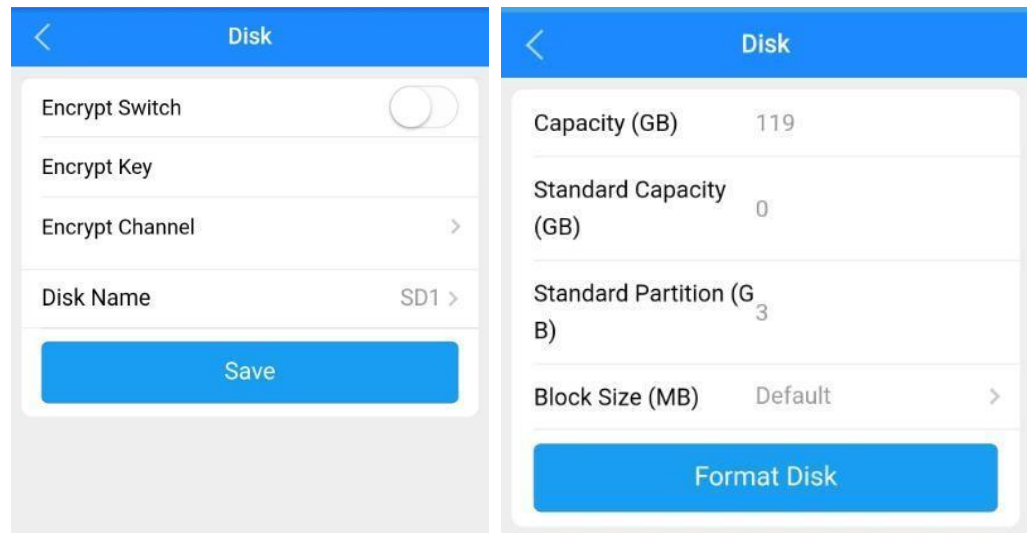 Disk
Encrypt Switch
Encrypt Key
Encrypt Channel
Disk Name SD1
Save
Disk
Capacity (GB) 119
Standard Capacity
(GB) 0
Standard Partition (G
B) 3
Block Size (MB) Default
Format Disk